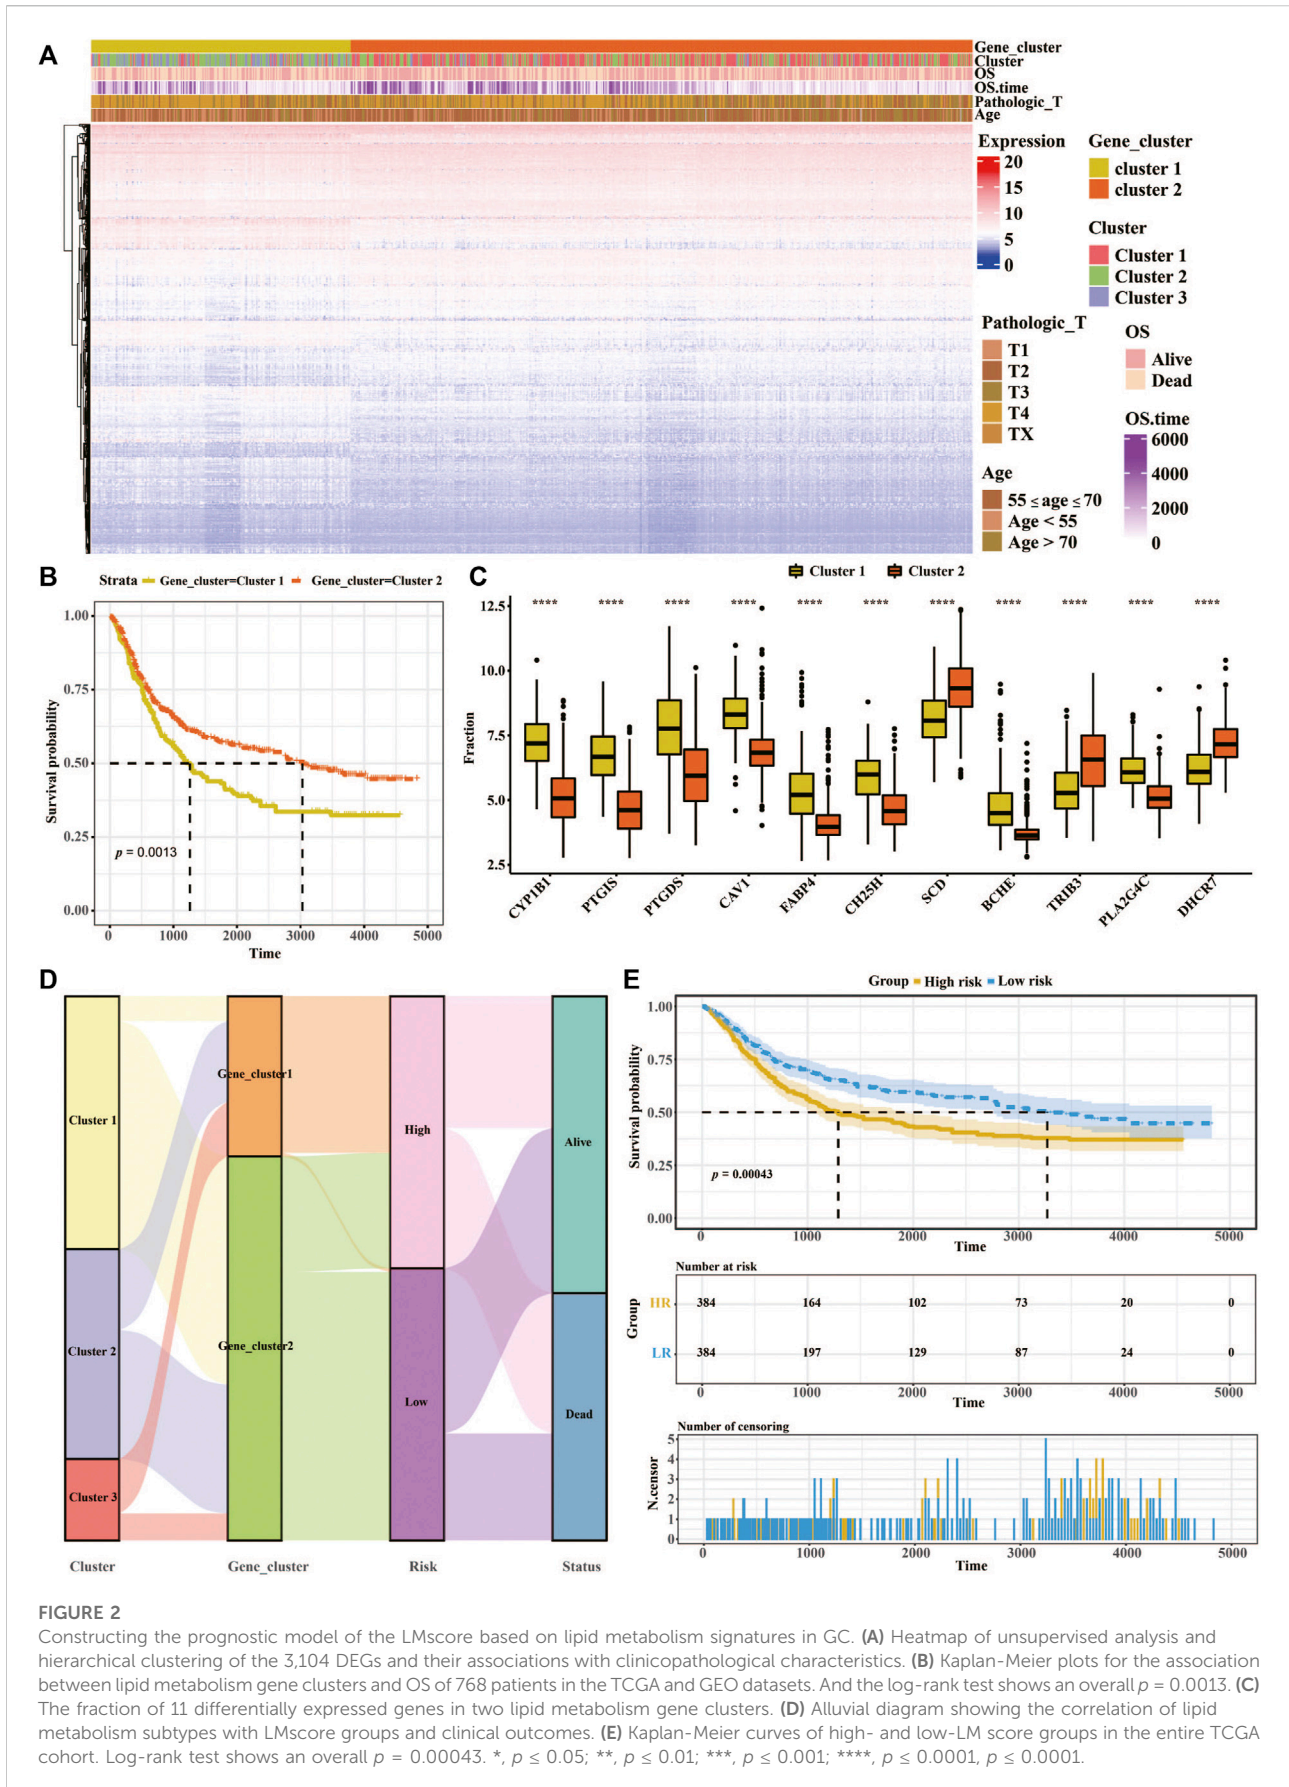 A
Gene_cluster
Cluster
OS
OS.time
Pathologic_T
Age
Expression
20
15
10
5
0
Gene_cluster
cluster 1
cluster 2
Cluster
Cluster 1
Cluster 2
Cluster 3
Pathologic_T
T1
T2
T3
T4
TX
OS
Alive
Dead
OS.time
6000
4000
2000
0
Age
55 ≤ age ≤ 70
Age < 55
Age > 70
B
Strata Gene_cluster=Cluster 1 Gene_cluster=Cluster 2
Survival probability
1.00
0.75
0.50
0.25
0.00
p = 0.0013
0 1000 2000 3000 4000 5000
Time
C
Cluster 1 Cluster 2
Fraction
12.5
10.0
7.5
5.0
2.5
**** **** **** **** **** **** **** **** **** **** ****
CYP1B1 PTGIS PTGDS CAV1 FABP4 CH25H SCD BCHE TRIB3 PLA2G4C DHCR7
D
Cluster 1
Cluster 2
Cluster 3
Gene_cluster1
Gene_cluster2
High
Low
Alive
Dead
Cluster Gene_cluster Risk Status
E
Group High risk Low risk
Survival probability
1.00
0.75
0.50
0.25
0.00
p = 0.00043
0 1000 2000 3000 4000 5000
Time
Number at risk
Group
HR 384 164 102 73 20 0
LR 384 197 129 87 24 0
0 1000 2000 3000 4000 5000
Time
Number of censoring
N.censor
5
4
3
2
1
0
0 1000 2000 3000 4000 5000
Time
FIGURE 2
Constructing the prognostic model of the LMscore based on lipid metabolism signatures in GC. (A) Heatmap of unsupervised analysis and
hierarchical clustering of the 3,104 DEGs and their associations with clinicopathological characteristics. (B) Kaplan-Meier plots for the association
between lipid metabolism gene clusters and OS of 768 patients in the TCGA and GEO datasets. And the log-rank test shows an overall p = 0.0013. (C)
The fraction of 11 differentially expressed genes in two lipid metabolism gene clusters. (D) Alluvial diagram showing the correlation of lipid
metabolism subtypes with LMscore groups and clinical outcomes. (E) Kaplan-Meier curves of high- and low-LM score groups in the entire TCGA
cohort. Log-rank test shows an overall p = 0.00043. *, p ≤ 0.05; **, p ≤ 0.01; ***, p ≤ 0.001; ****, p ≤ 0.0001, p ≤ 0.0001.